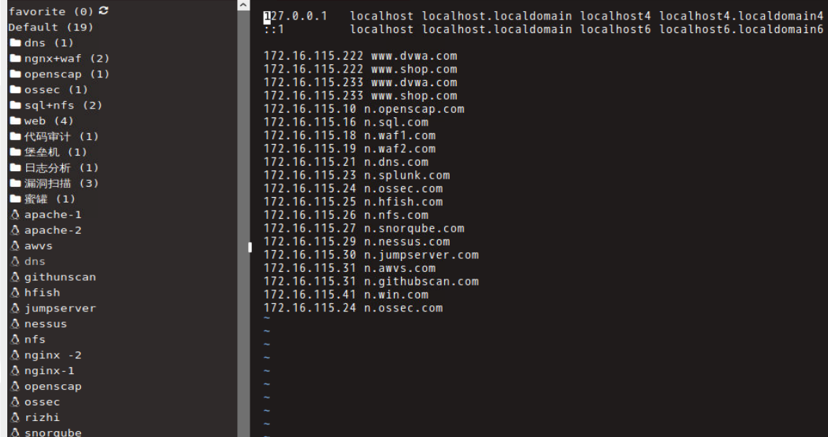 favorite (0)
Default (19)
dns (1)
ngnx+waf (2)
openscap (1)
ossec (1)
sql+nfs (2)
web (4)
代码审计 (1)
堡垒机 (1)
日志分析 (1)
漏洞扫描 (3)
蜜罐 (1)
apache-1
apache-2
awvs
dns
githunscan
hfish
jumpserver
nessus
nfs
nginx -2
nginx-1
openscap
ossec
rizhi
snorqube
127.0.0.1 localhost localhost.localdomain localhost4 localhost4.localdomain4
::1 localhost localhost.localdomain localhost6 localhost6.localdomain6
172.16.115.222 www.dvwa.com
172.16.115.222 www.shop.com
172.16.115.233 www.dvwa.com
172.16.115.233 www.shop.com
172.16.115.10 n.openscap.com
172.16.115.16 n.sql.com
172.16.115.18 n.waf1.com
172.16.115.19 n.waf2.com
172.16.115.21 n.dns.com
172.16.115.23 n.splunk.com
172.16.115.24 n.ossec.com
172.16.115.25 n.hfish.com
172.16.115.26 n.nfs.com
172.16.115.27 n.snorqube.com
172.16.115.29 n.nessus.com
172.16.115.30 n.jumpserver.com
172.16.115.31 n.awvs.com
172.16.115.31 n.githubscan.com
172.16.115.41 n.win.com
172.16.115.24 n.ossec.com
~
~
~
~
~
~
~
~
~
~